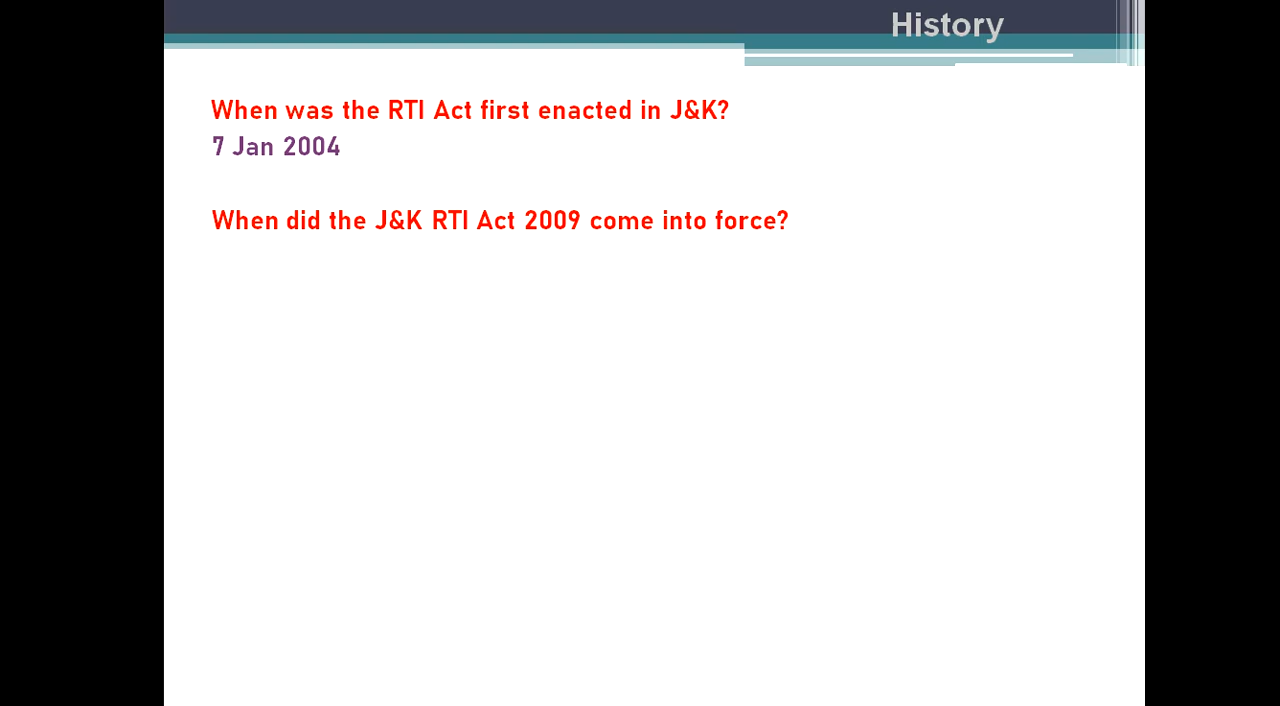 History
When was the RTI Act first enacted in J&K?
7 Jan 2004
When did the J&K RTI Act 2009 come into force?